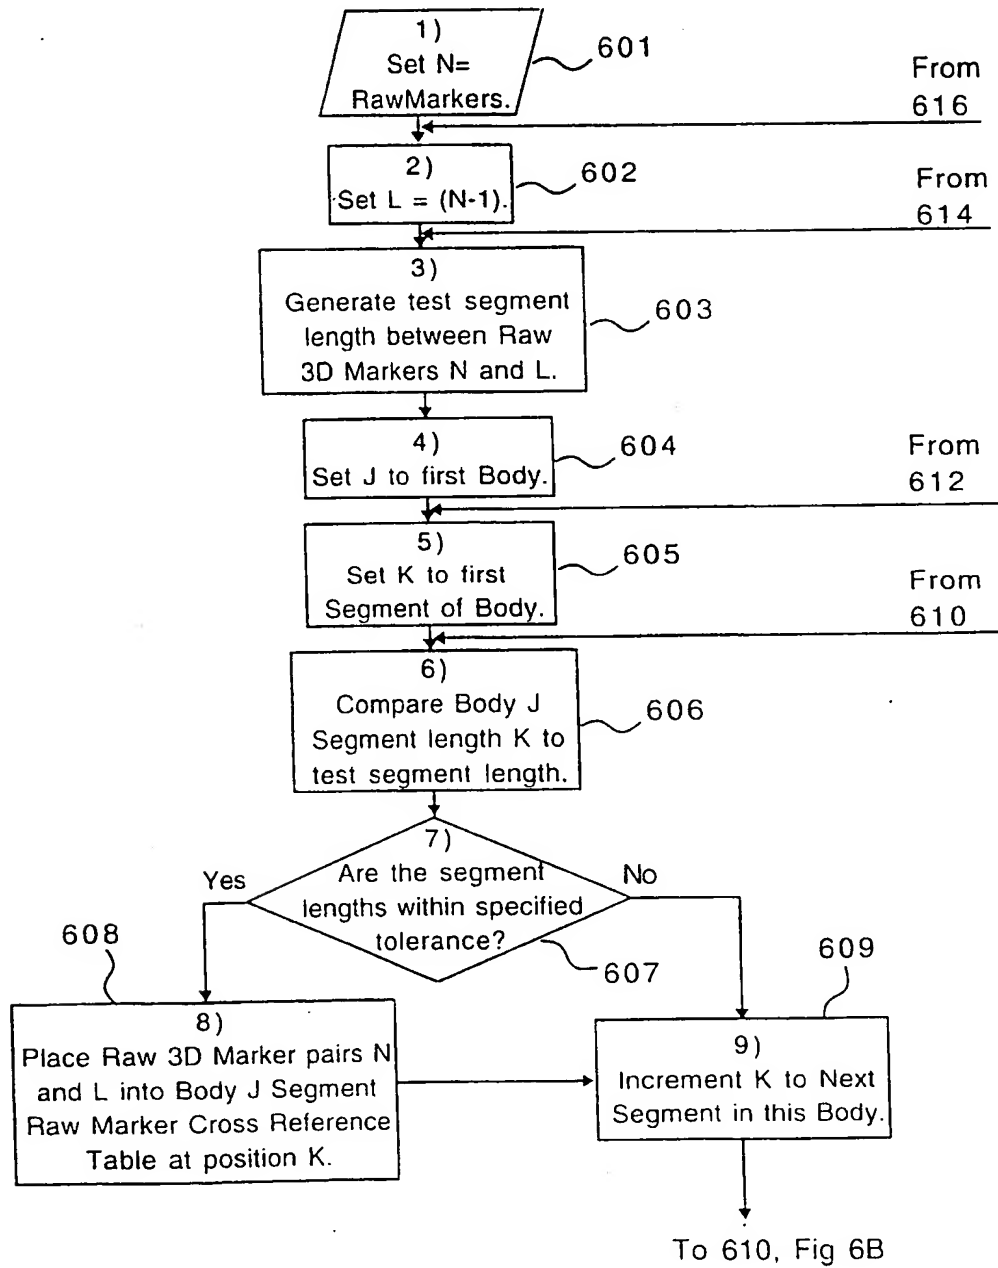 1)
Set N=
RawMarkers.
601
From
616
2)
Set L = (N-1).
602
From
614
3)
Generate test segment
length between Raw
3D Markers N and L.
603
4)
Set J to first Body.
604
From
612
5)
Set K to first
Segment of Body.
605
From
610
6)
Compare Body J
Segment length K to
test segment length.
606
7)
Are the segment
lengths within specified
tolerance?
Yes
No
607
608
8)
Place Raw 3D Marker pairs N
and L into Body J Segment
Raw Marker Cross Reference
Table at position K.
609
9)
Increment K to Next
Segment in this Body.
To 610, Fig 6B